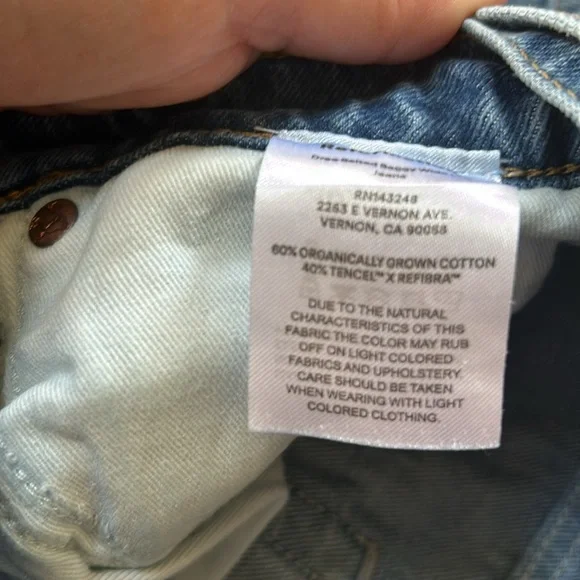 Jeans
RN143248
2263 E VERNON AVE.
VERNON, CA 90058
60% ORGANICALLY GROWN COTTON
40% TENCEL™ X REFIBRA™
DUE TO THE NATURAL
CHARACTERISTICS OF THIS
FABRIC THE COLOR MAY RUB
OFF ON LIGHT COLORED
FABRICS AND UPHOLSTERY.
CARE SHOULD BE TAKEN
WHEN WEARING WITH LIGHT
COLORED CLOTHING.